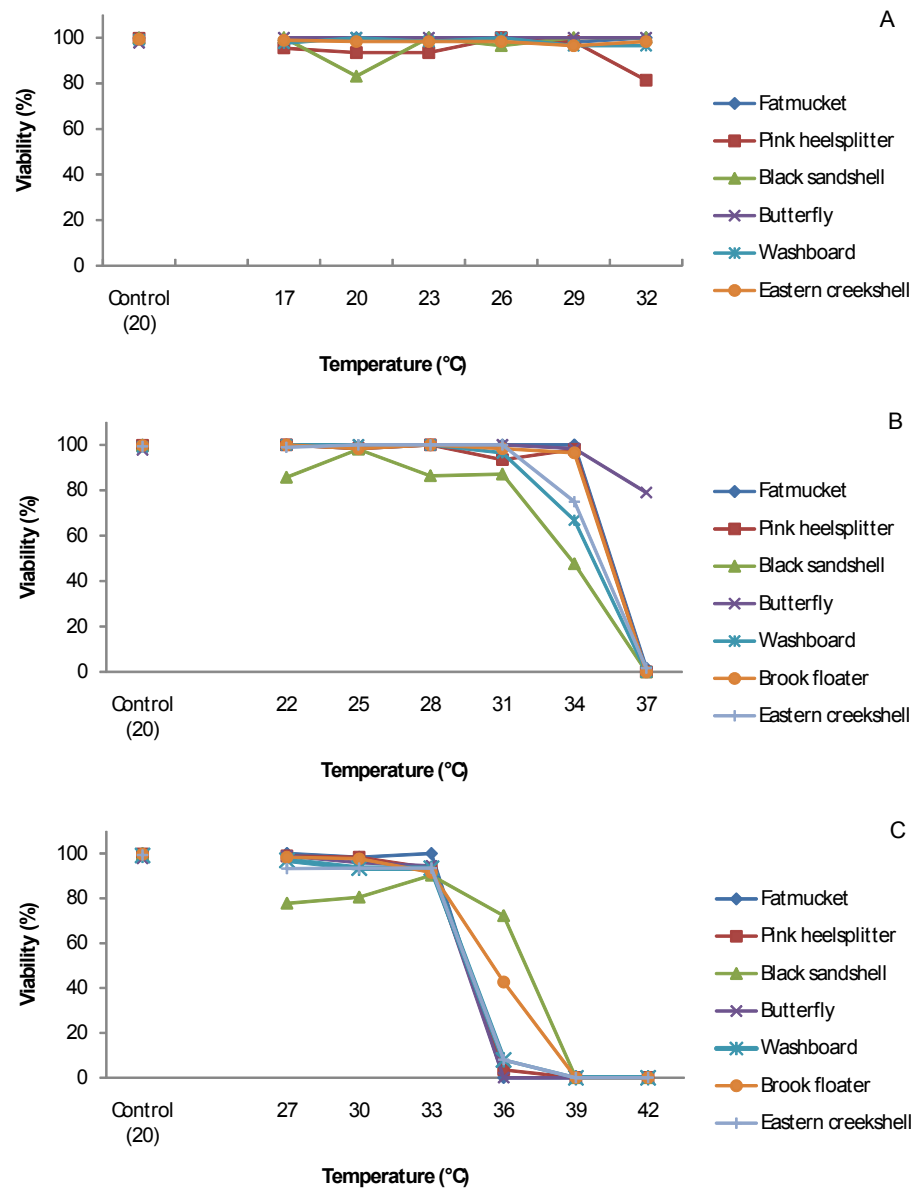 A
100
80
60
40
20
0
Viability (%)
Control
(20)
17 20 23 26 29 32
Temperature (°C)
Fatmucket
Pink heelsplitter
Black sandshell
Butterfly
Washboard
Eastern creekshell
B
100
80
60
40
20
0
Viability (%)
Control
(20)
22 25 28 31 34 37
Temperature (°C)
Fatmucket
Pink heelsplitter
Black sandshell
Butterfly
Washboard
Brook floater
Eastern creekshell
C
100
80
60
40
20
0
Viability (%)
Control
(20)
27 30 33 36 39 42
Temperature (°C)
Fatmucket
Pink heelsplitter
Black sandshell
Butterfly
Washboard
Brook floater
Eastern creekshell